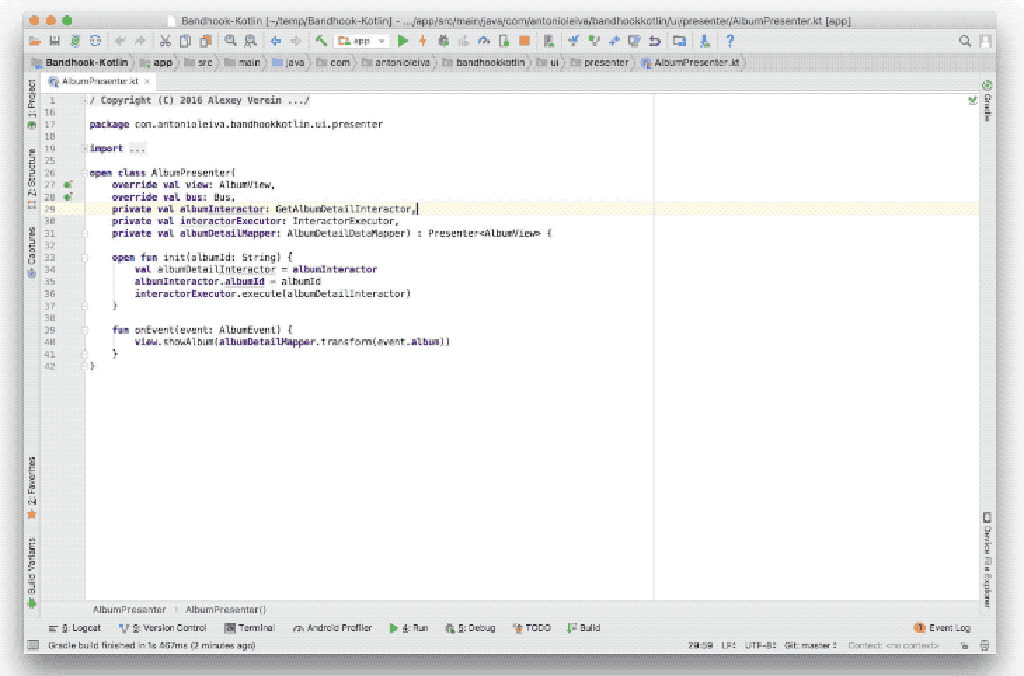 Bandhook-Kotlin [~/temp/Bandhook-Kotlin] - .../app/src/main/java/com/antonioleiva/bandhookkotlin/ui/presenter/AlbumPresenter.kt [app]
app
Bandhook-Kotlin app src main java com antonioleiva bandhookkotlin ui presenter AlbumPresenter.kt
AlbumPresenter.kt
1 / Copyright (C) 2016 Alexey Verein .../
16
17 package com.antonioleiva.bandhookkotlin.ui.presenter
18
19 import ...
25
26 open class AlbumPresenter(
27 override val view: AlbumView,
28 override val bus: Bus,
29 private val albumInteractor: GetAlbumDetailInteractor,
30 private val interactorExecutor: InteractorExecutor,
31 private val albumDetailMapper: AlbumDetailDataMapper) : Presenter<AlbumView> {
32
33 open fun init(albumId: String) {
34 val albumDetailInteractor = albumInteractor
35 albumInteractor.albumId = albumId
36 interactorExecutor.execute(albumDetailInteractor)
37 }
38
39 fun onEvent(event: AlbumEvent) {
40 view.showAlbum(albumDetailMapper.transform(event.album))
41 }
42 }
1: Project
Z: Structure
Captures
2: Favorites
Build Variants
Gradle
Device File Explorer
AlbumPresenter › AlbumPresenter()
6: Logcat 9: Version Control Terminal Android Profiler 4: Run 5: Debug TODO Build Event Log
Gradle build finished in 1s 467ms (2 minutes ago) 29:59 LF: UTF-8: Git: master: Context: <no context>